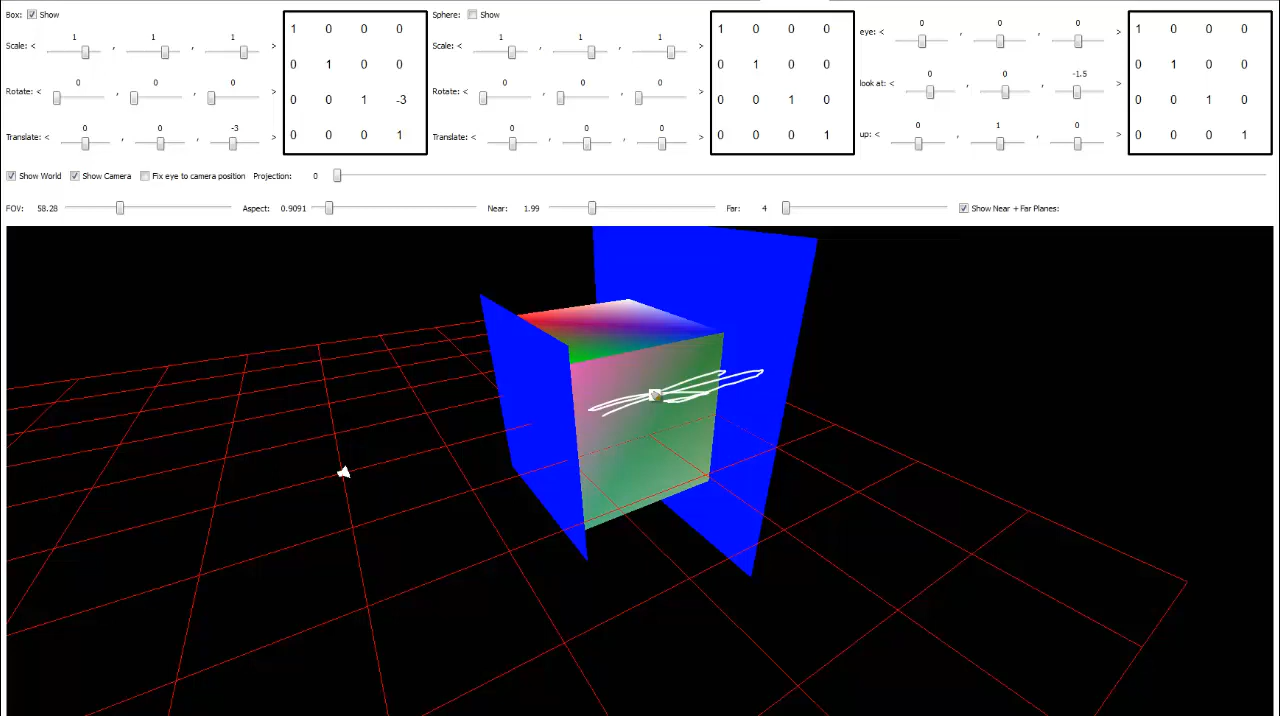 Box: Show
Scale: < 1 , 1 , 1 >
Rotate: < 0 , 0 , 0 >
Translate: < 0 , 0 , -3 >
1 0 0 0
0 1 0 0
0 0 1 -3
0 0 0 1
Sphere: Show
Scale: < 1 , 1 , 1 >
Rotate: < 0 , 0 , 0 >
Translate: < 0 , 0 , 0 >
1 0 0 0
0 1 0 0
0 0 1 0
0 0 0 1
eye: < 0 , 0 , 0 >
look at: < 0 , 0 , -1.5 >
up: < 0 , 1 , 0 >
1 0 0 0
0 1 0 0
0 0 1 0
0 0 0 1
Show World Show Camera Fix eye to camera position Projection: 0
FOV: 58.28 Aspect: 0.9091 Near: 1.99 Far: 4 Show Near + Far Planes: